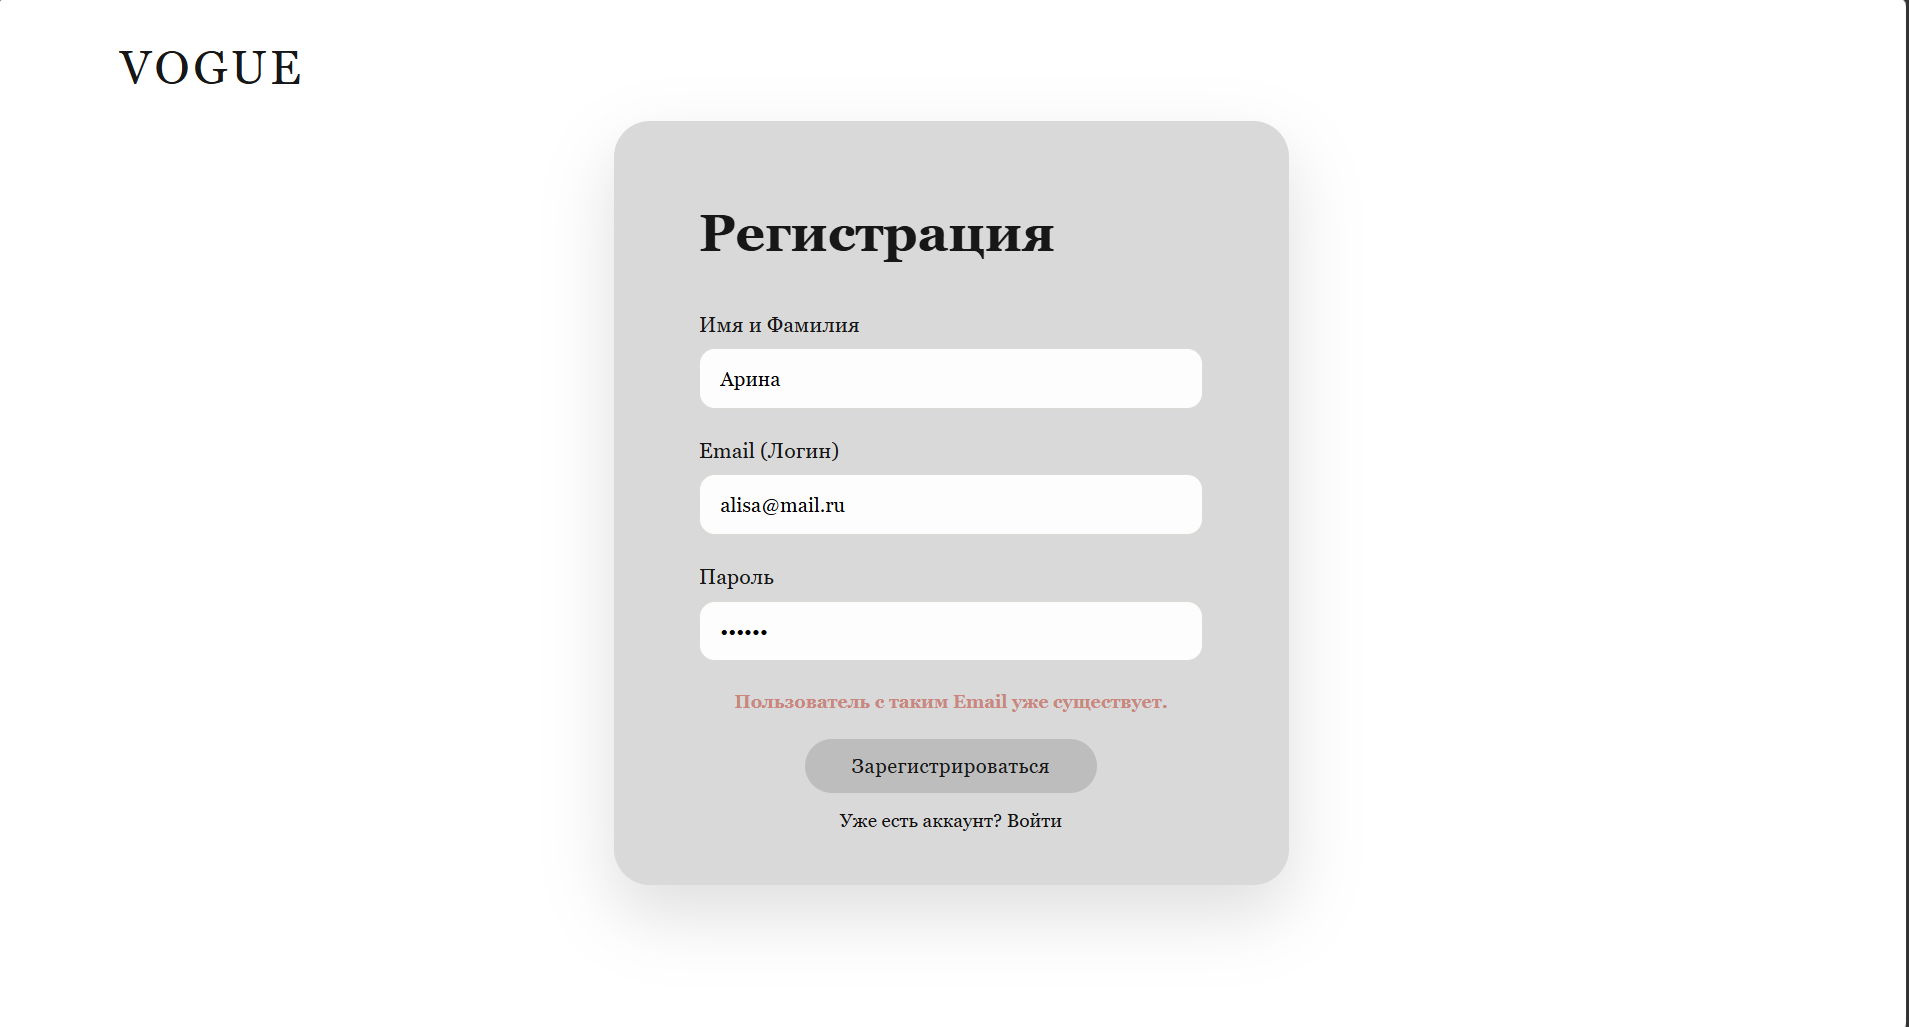 VOGUE
Регистрация
Имя и Фамилия
Арина
Email (Логин)
alisa@mail.ru
Пароль
••••••
Пользователь с таким Email уже существует.
Зарегистрироваться
Уже есть аккаунт? Войти